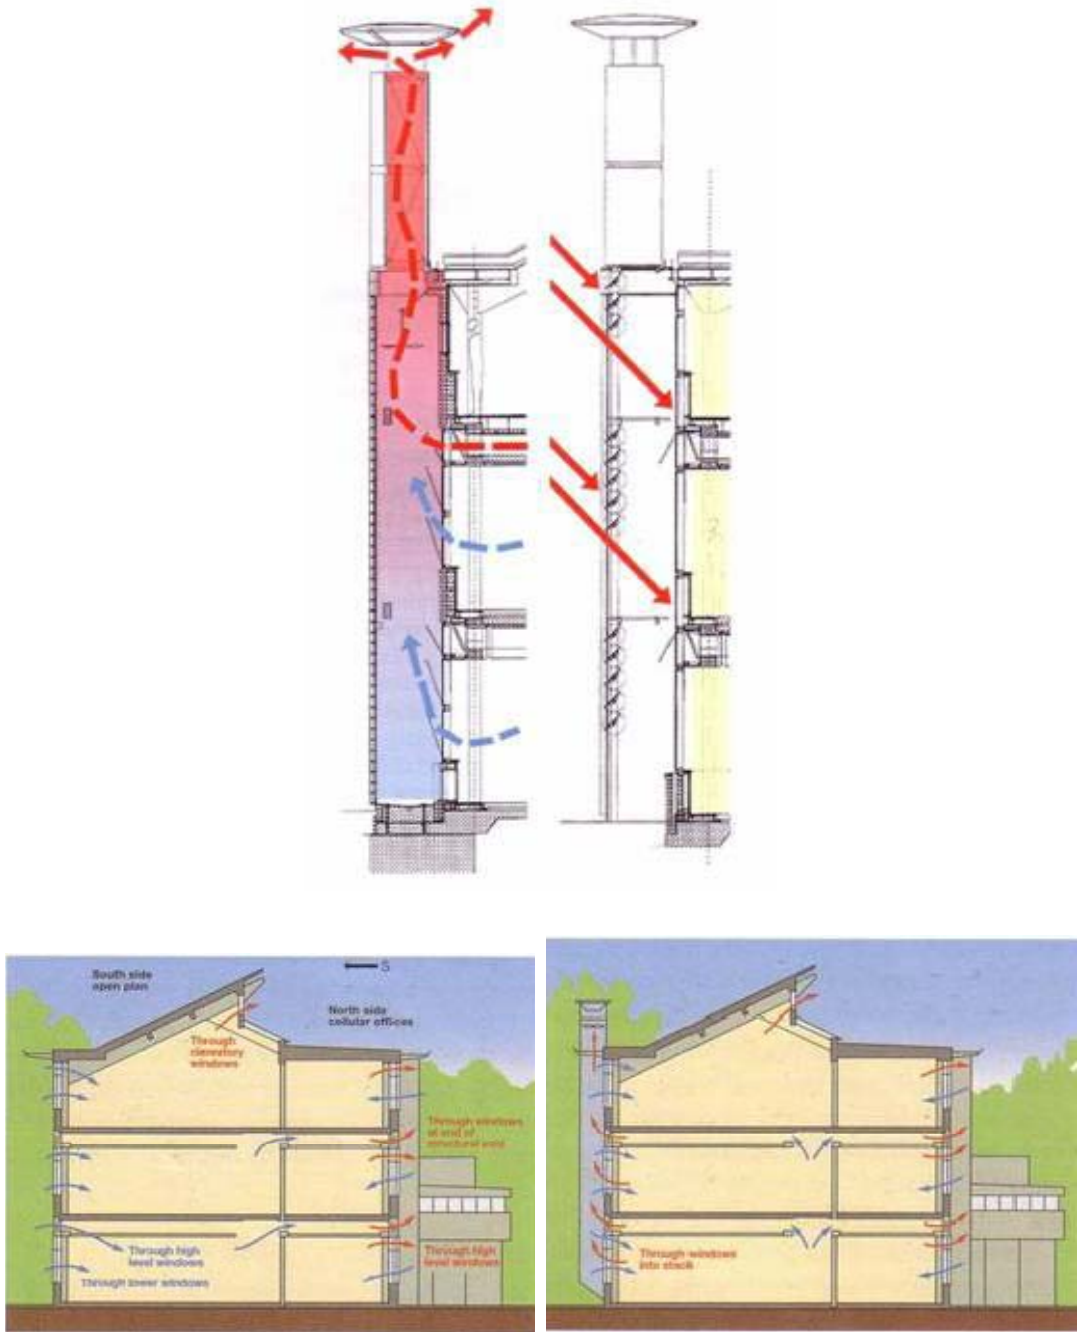 South side
open plan
S
North side
cellular offices
Through
clerestory
windows
Through windows
at end of
structural
Through high
level windows
Through lower windows
Through high
level windows
Through windows
into stack